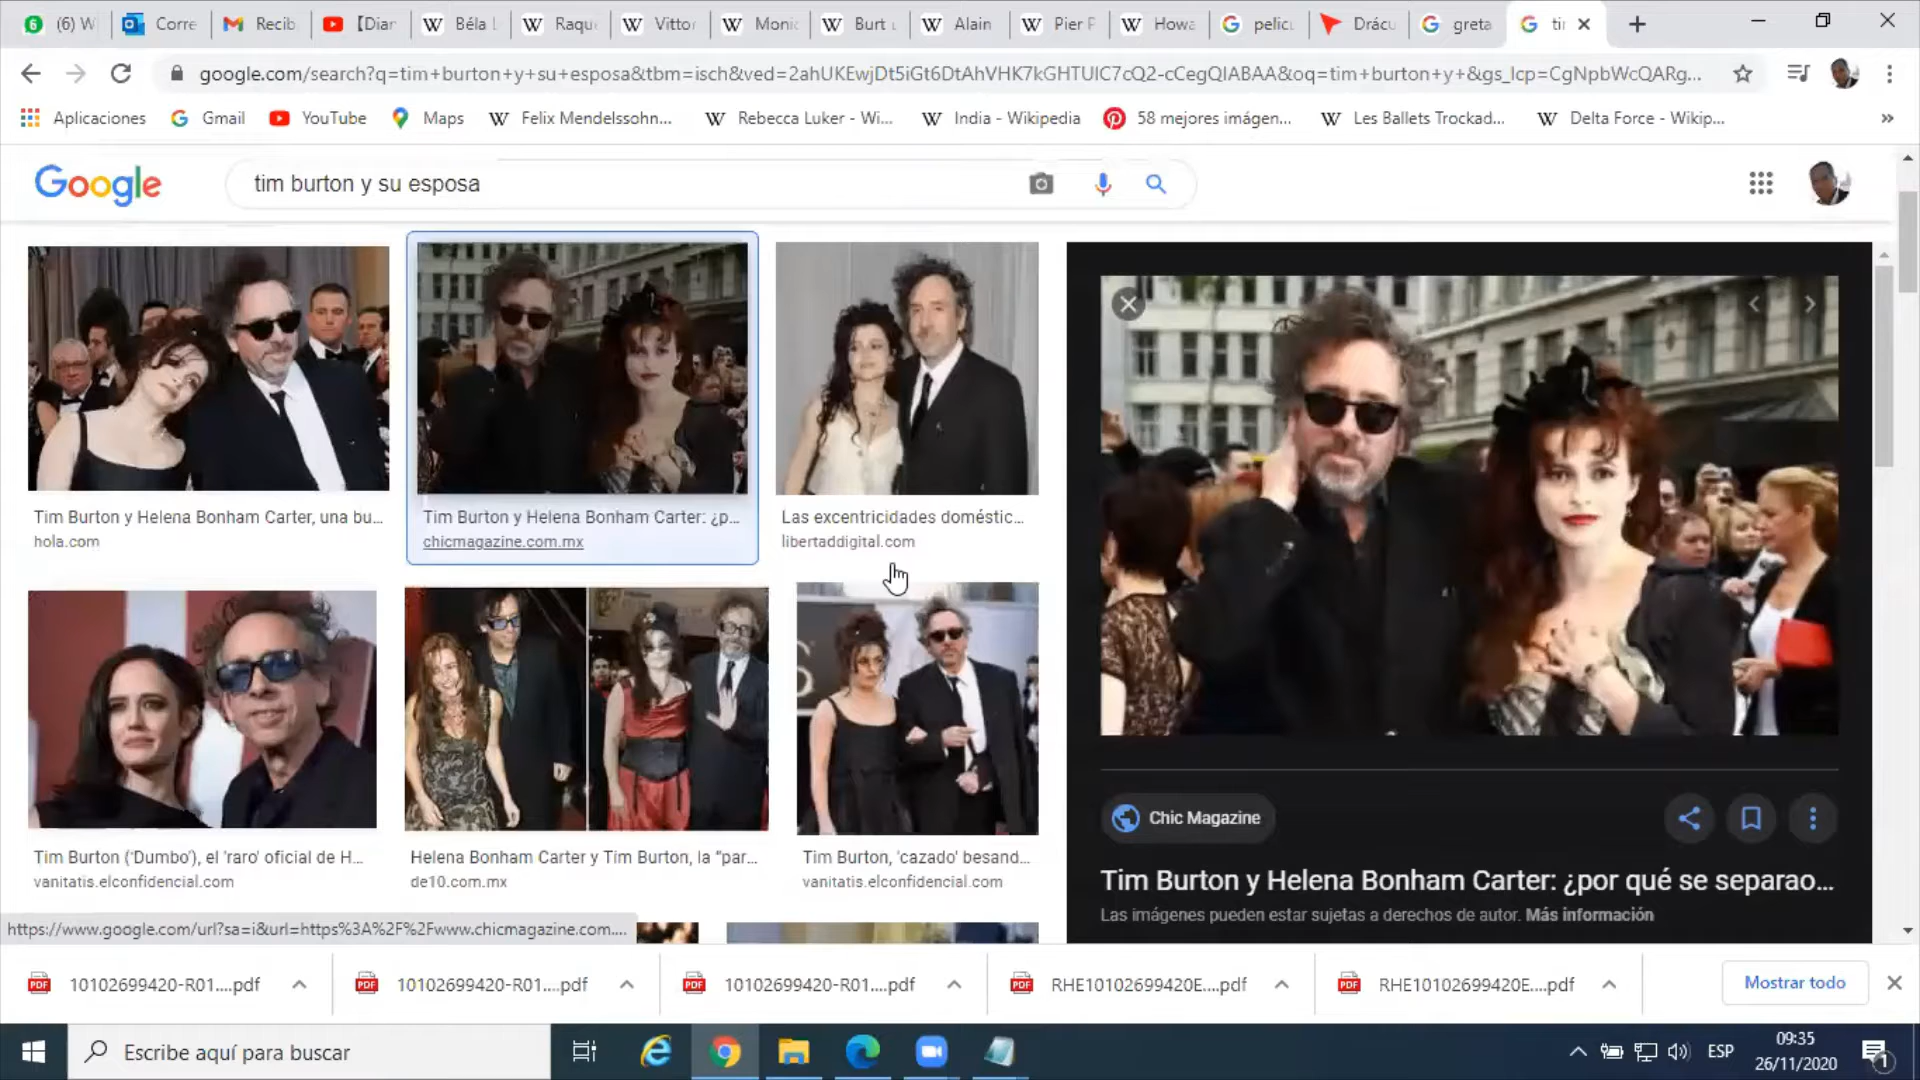 (6) W
Corre
Recib
【Diar
Béla L
Raqu
Vittor
Monic
Burt L
Alain
Pier P
Howa
pelicu
Drácu
greta
tir
google.com/search?q=tim+burton+y+su+esposa&tbm=isch&ved=2ahUKEwjDt5iGt6DtAhVHK7kGHTUIC7cQ2-cCegQIABAA&oq=tim+burton+y+&gs_lcp=CgNpbWcQARg...
Aplicaciones
Gmail
YouTube
Maps
Felix Mendelssohn...
Rebecca Luker - Wi...
India - Wikipedia
58 mejores imágen...
Les Ballets Trockad...
Delta Force - Wikip...
»
Google
tim burton y su esposa
Tim Burton y Helena Bonham Carter, una bu...
hola.com
Tim Burton y Helena Bonham Carter: ¿p...
chicmagazine.com.mx
Las excentricidades doméstic...
libertaddigital.com
Tim Burton ('Dumbo'), el 'raro' oficial de H...
vanitatis.elconfidencial.com
Helena Bonham Carter y Tim Burton, la "par...
de10.com.mx
Tim Burton, 'cazado' besand...
vanitatis.elconfidencial.com
Chic Magazine
Tim Burton y Helena Bonham Carter: ¿por qué se separao...
Las imágenes pueden estar sujetas a derechos de autor. Más información
https://www.google.com/url?sa=i&url=https%3A%2F%2Fwww.chicmagazine.com....
10102699420-R01....pdf
10102699420-R01....pdf
10102699420-R01....pdf
RHE10102699420E....pdf
RHE10102699420E....pdf
Mostrar todo
Escribe aquí para buscar
ESP
09:35
26/11/2020
1